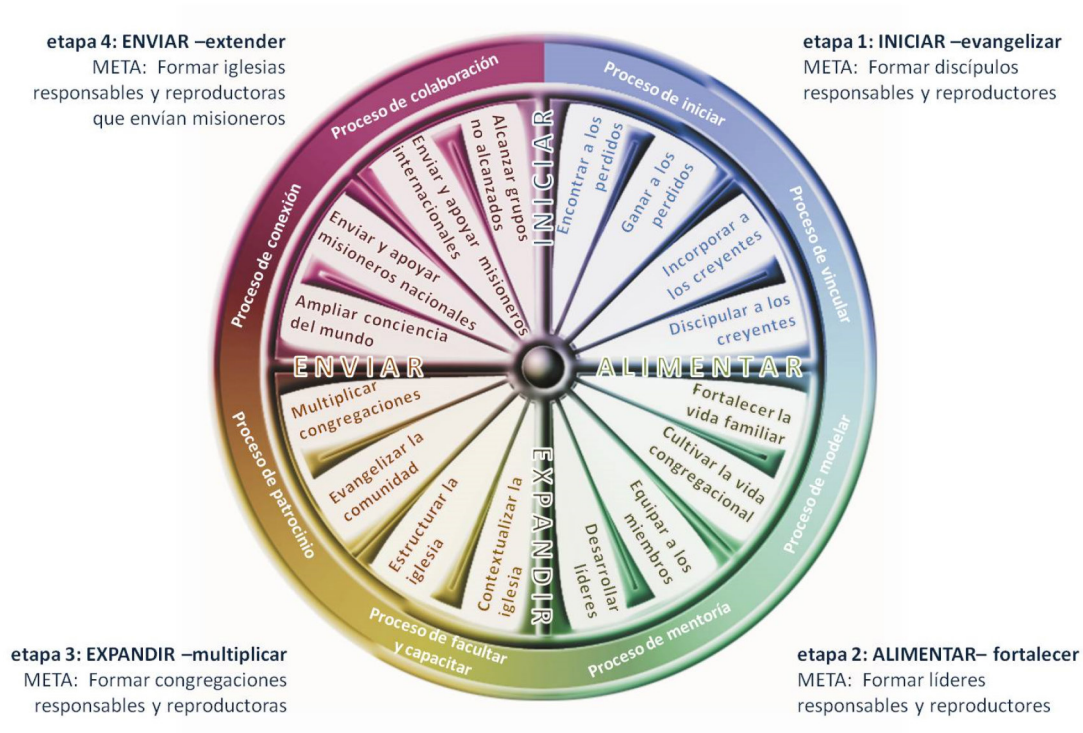 etapa 4: ENVIAR –extender
META:  Formar iglesias
responsables y reproductoras
que envían misioneros
etapa 1: INICIAR –evangelizar
META:  Formar discípulos
responsables y reproductores
Proceso de colaboración
Proceso de iniciar
Proceso de conexión
Proceso de vincular
Proceso de patrocinio
Proceso de modelar
Proceso de facultar
y capacitar
Proceso de mentoría
INICIAR
ALIMENTAR
EXPANDIR
ENVIAR
Encontrar a los
perdidos
Ganar a los
perdidos
Incorporar a
los creyentes
Discipular a los
creyentes
Fortalecer la
vida familiar
Cultivar la vida
congregacional
Equipar a los
miembros
Desarrollar
líderes
Contextualizar la
iglesia
Estructurar la
iglesia
Evangelizar la
comunidad
Multiplicar
congregaciones
Ampliar conciencia
del mundo
Enviar y apoyar
misioneros nacionales
Enviar y apoyar misioneros
internacionales
Alcanzar grupos
no alcanzados
etapa 3: EXPANDIR –multiplicar
META:  Formar congregaciones
responsables y reproductoras
etapa 2: ALIMENTAR– fortalecer
META:  Formar líderes
responsables y reproductores